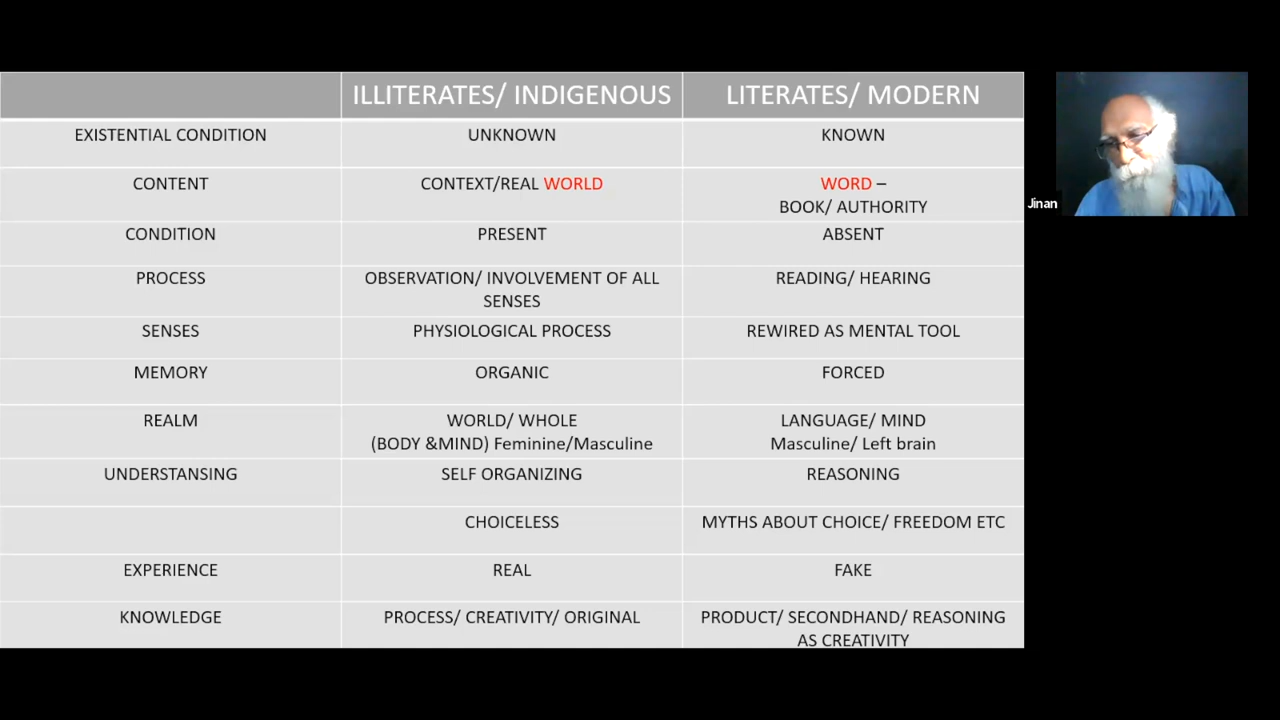 ILLITERATES/ INDIGENOUS
LITERATES/ MODERN
EXISTENTIAL CONDITION
UNKNOWN
KNOWN
CONTENT
CONTEXT/REAL WORLD
WORD –
BOOK/ AUTHORITY
CONDITION
PRESENT
ABSENT
PROCESS
OBSERVATION/ INVOLVEMENT OF ALL
SENSES
READING/ HEARING
SENSES
PHYSIOLOGICAL PROCESS
REWIRED AS MENTAL TOOL
MEMORY
ORGANIC
FORCED
REALM
WORLD/ WHOLE
(BODY &MIND) Feminine/Masculine
LANGUAGE/ MIND
Masculine/ Left brain
UNDERSTANSING
SELF ORGANIZING
REASONING
CHOICELESS
MYTHS ABOUT CHOICE/ FREEDOM ETC
EXPERIENCE
REAL
FAKE
KNOWLEDGE
PROCESS/ CREATIVITY/ ORIGINAL
PRODUCT/ SECONDHAND/ REASONING
AS CREATIVITY
Jinan